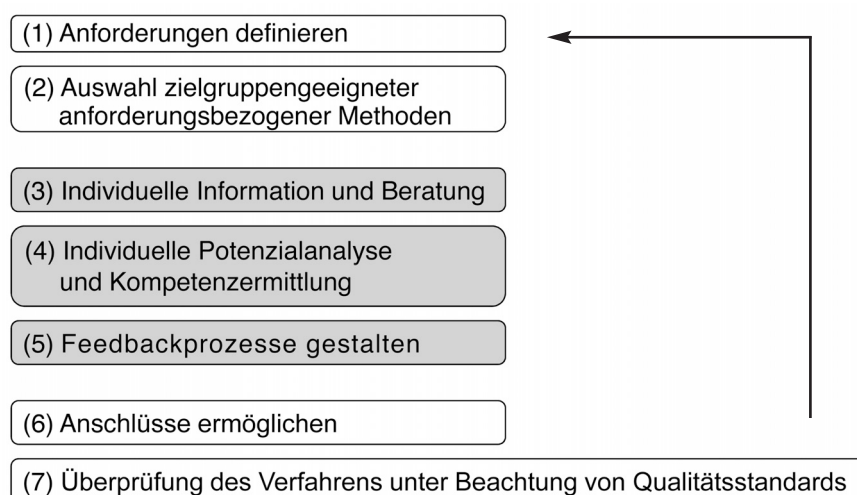 (1) Anforderungen definieren
(2) Auswahl zielgruppengeeigneter
anforderungsbezogener Methoden
(3) Individuelle Information und Beratung
(4) Individuelle Potenzialanalyse
und Kompetenzermittlung
(5) Feedbackprozesse gestalten
(6) Anschlüsse ermöglichen
(7) Überprüfung des Verfahrens unter Beachtung von Qualitätsstandards